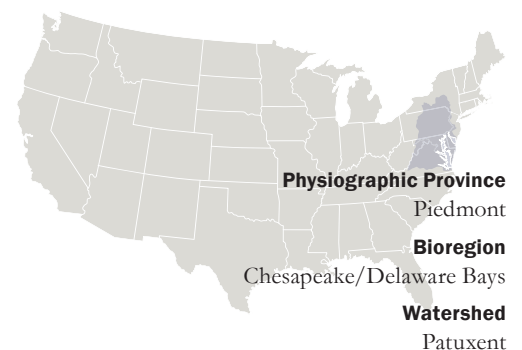 Physiographic Province
Piedmont
Bioregion
Chesapeake/Delaware Bays
Watershed
Patuxent